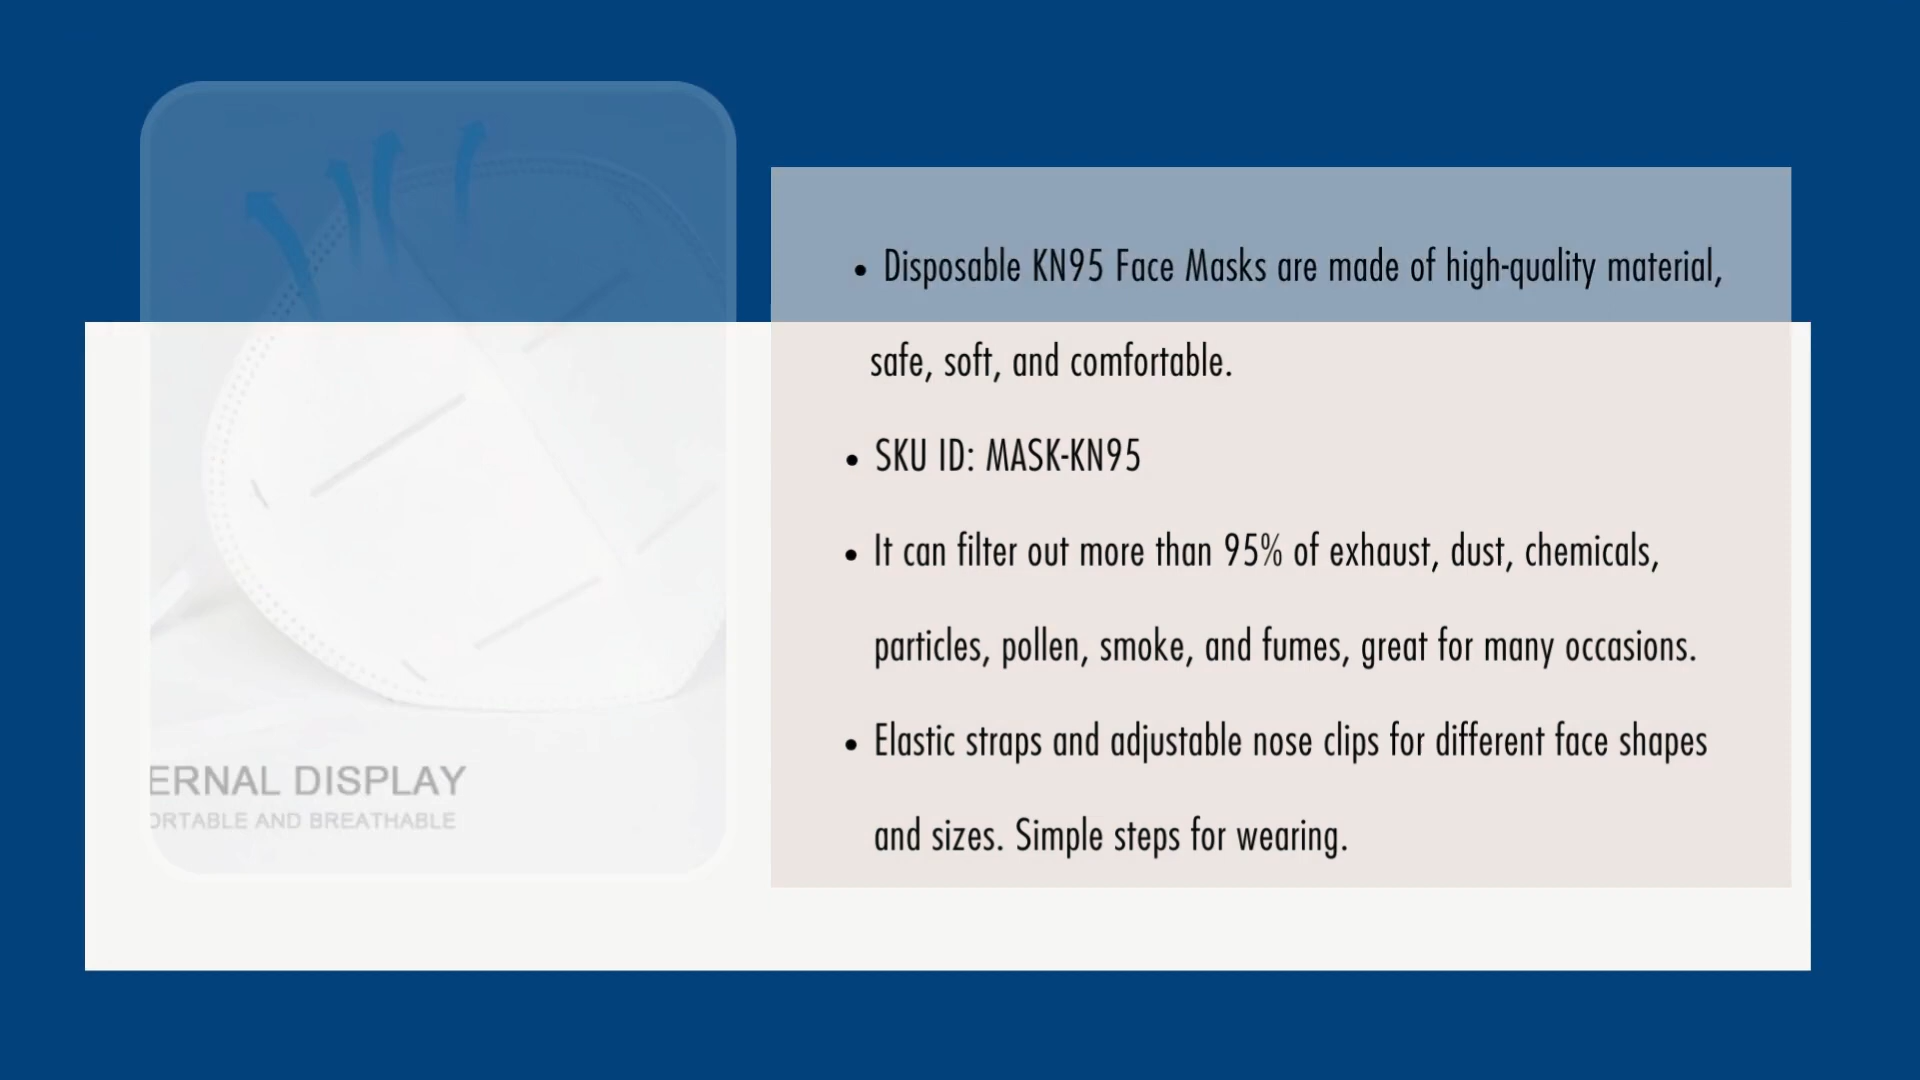 • Disposable KN95 Face Masks are made of high-quality material,
safe, soft, and comfortable.
• SKU ID: MASK-KN95
• It can filter out more than 95% of exhaust, dust, chemicals,
particles, pollen, smoke, and fumes, great for many occasions.
• Elastic straps and adjustable nose clips for different face shapes
and sizes. Simple steps for wearing.
ERNAL DISPLAY
ORTABLE AND BREATHABLE